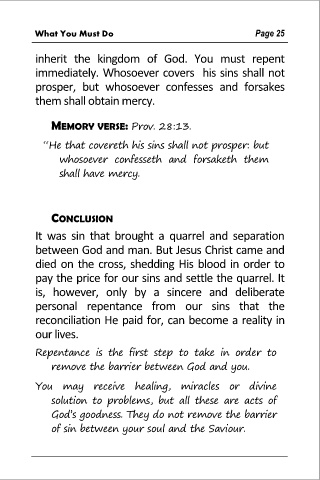 What You Must Do Page 25
inherit the kingdom of God. You must repent
immediately. Whosoever covers his sins shall not
prosper, but whosoever confesses and forsakes
them shall obtain mercy.
MEMORY VERSE: Prov. 28:13.
“He that covereth his sins shall not prosper: but
whosoever confesseth and forsaketh them
shall have mercy.
CONCLUSION
It was sin that brought a quarrel and separation
between God and man. But Jesus Christ came and
died on the cross, shedding His blood in order to
pay the price for our sins and settle the quarrel. It
is, however, only by a sincere and deliberate
personal repentance from our sins that the
reconciliation He paid for, can become a reality in
our lives.
Repentance is the first step to take in order to
remove the barrier between God and you.
You may receive healing, miracles or divine
solution to problems, but all these are acts of
God's goodness. They do not remove the barrier
of sin between your soul and the Saviour.